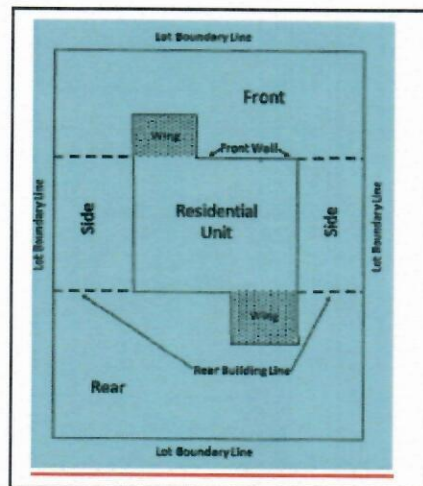 Lot Boundary Line
Front
Wing
Front Wall
Lot Boundary Line
Side
Residential
Unit
Side
Lot Boundary Line
Wing
Rear Building Line
Rear
Lot Boundary Line